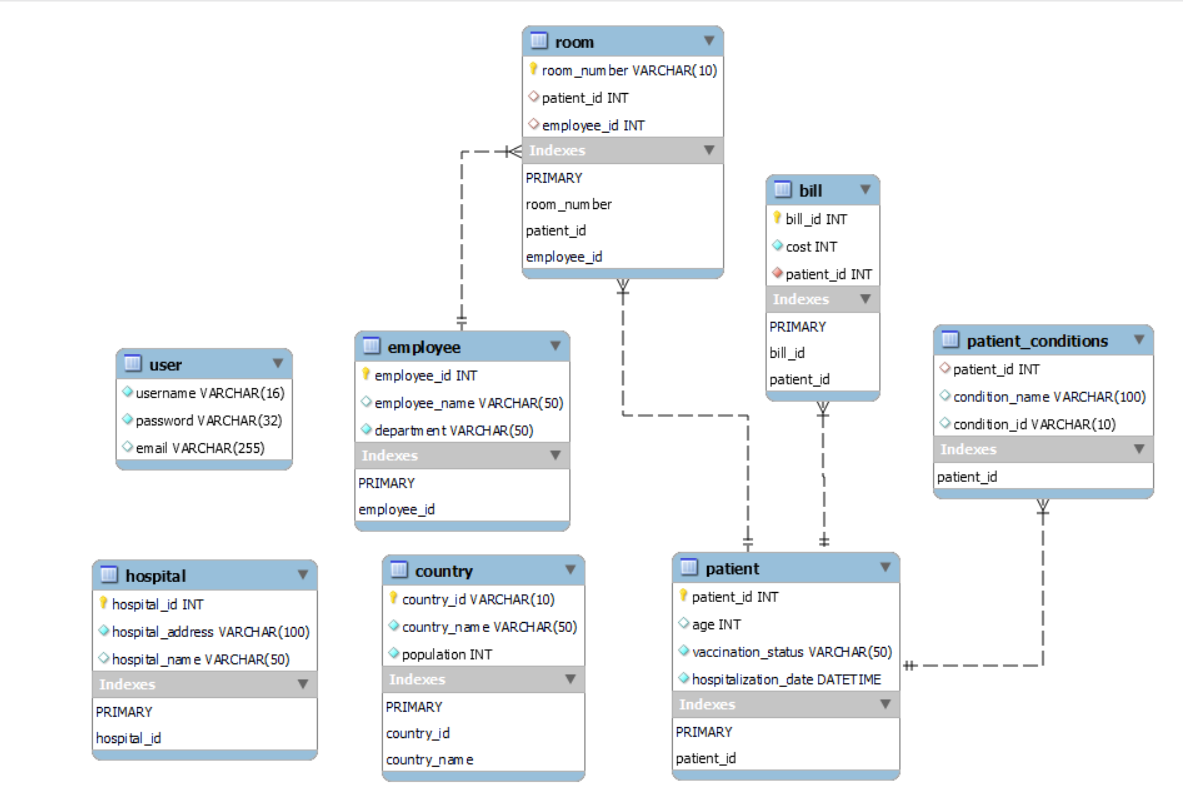 room
room_number VARCHAR(10)
patient_id INT
employee_id INT
Indexes
PRIMARY
room_number
patient_id
employee_id
bill
bill_id INT
cost INT
patient_id INT
Indexes
PRIMARY
bill_id
patient_id
patient_conditions
patient_id INT
condition_name VARCHAR(100)
condition_id VARCHAR(10)
Indexes
patient_id
user
username VARCHAR(16)
password VARCHAR(32)
email VARCHAR(255)
employee
employee_id INT
employee_name VARCHAR(50)
department VARCHAR(50)
Indexes
PRIMARY
employee_id
hospital
hospital_id INT
hospital_address VARCHAR(100)
hospital_name VARCHAR(50)
Indexes
PRIMARY
hospital_id
country
country_id VARCHAR(10)
country_name VARCHAR(50)
population INT
Indexes
PRIMARY
country_id
country_name
patient
patient_id INT
age INT
vaccination_status VARCHAR(50)
hospitalization_date DATETIME
Indexes
PRIMARY
patient_id